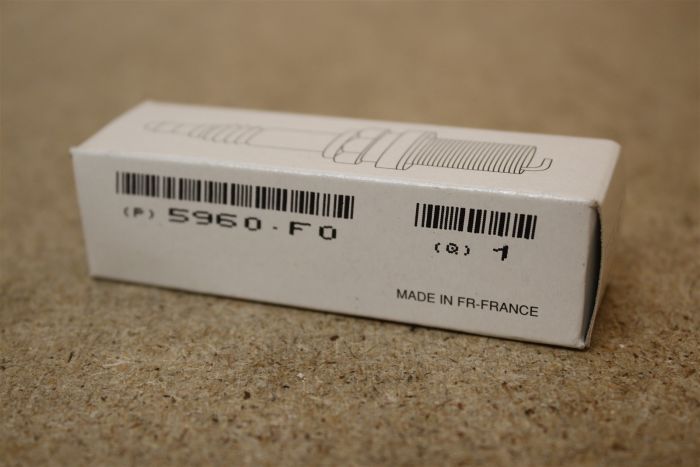 (P) 5960-F0
(Q) 1
MADE IN FR-FRANCE